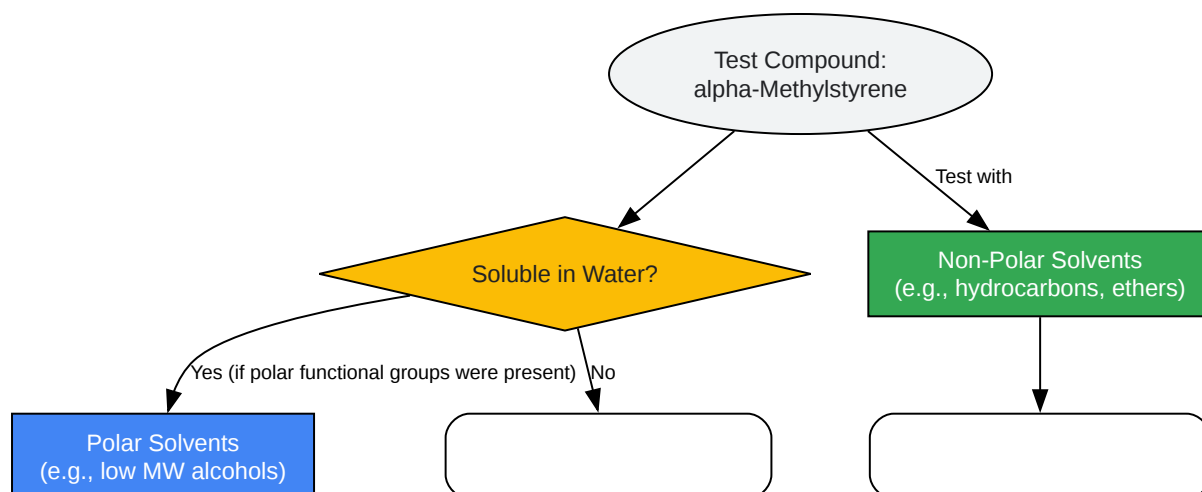 Test Compound:
alpha-Methylstyrene
Test with
Soluble in Water?
Non-Polar Solvents
(e.g., hydrocarbons, ethers)
Yes (if polar functional groups were present)
No
Polar Solvents
(e.g., low MW alcohols)